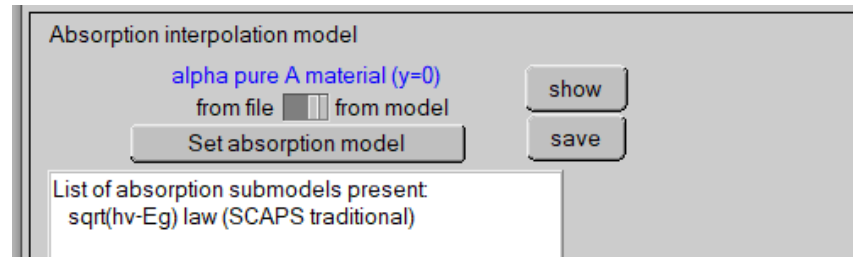 Absorption interpolation model
alpha pure A material (y=0)
from file from model
show
Set absorption model
save
List of absorption submodels present:
sqrt(hv-Eg) law (SCAPS traditional)